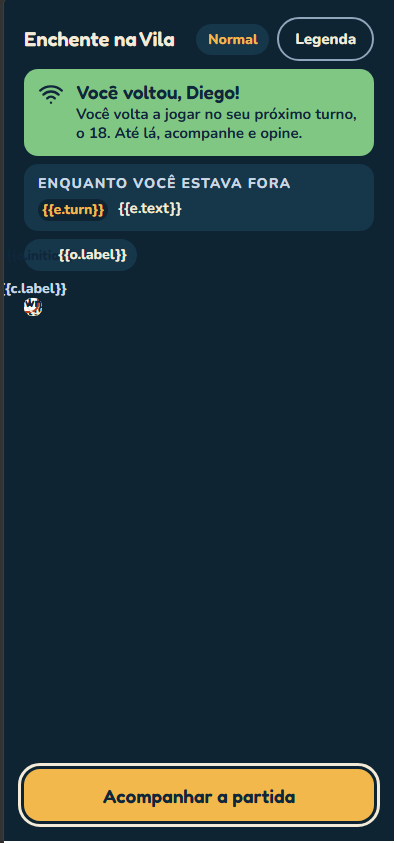 Enchente na Vila
Normal
Legenda
Você voltou, Diego!
Você volta a jogar no seu próximo turno,
o 18. Até lá, acompanhe e opine.
ENQUANTO VOCÊ ESTAVA FORA
{{e.turn}} {{e.text}}
{{o.label}}
{{c.label}}
Acompanhar a partida